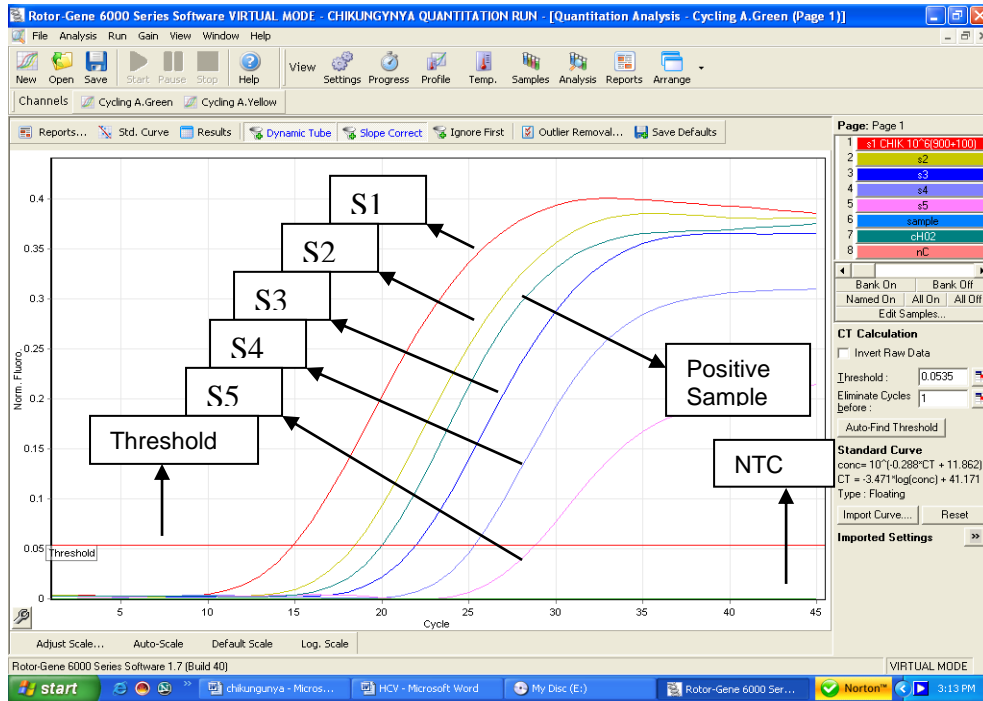 Rotor-Gene 6000 Series Software VIRTUAL MODE - CHIKUNGYNYA QUANTITATION RUN - [Quantitation Analysis - Cycling A.Green (Page 1)]
File Analysis Run Gain View Window Help
New Open Save Start Pause Stop Help View Settings Progress Profile Temp. Samples Analysis Reports Arrange
Channels Cycling A.Green Cycling A.Yellow
Reports... Std. Curve Results Dynamic Tube Slope Correct Ignore First Outlier Removal... Save Defaults
Norm. Fluoro.
0.4
0.35
0.3
0.25
0.2
0.15
0.1
0.05
0
S1
S2
S3
S4
S5
Threshold
Positive
Sample
NTC
Threshold
5 10 15 20 25 30 35 40 45
Cycle
Adjust Scale... Auto-Scale Default Scale Log. Scale
Page: Page 1
1 s1 CHIK 10^6(900+100)
2 s2
3 s3
4 s4
5 s5
6 sample
7 cH02
8 nC
Bank On Bank Off
Named On All On All Off
Edit Samples...
CT Calculation
Invert Raw Data
Threshold : 0.0535
Eliminate Cycles
before : 1
Auto-Find Threshold
Standard Curve
conc= 10^(-0.288*CT + 11.862)
CT = -3.471*log(conc) + 41.171
Type : Floating
Import Curve.... Reset
Imported Settings
Rotor-Gene 6000 Series Software 1.7 (Build 40) VIRTUAL MODE
start chikungunya - Micros... HCV - Microsoft Word My Disc (E:) Rotor-Gene 6000 Ser... Norton™ 3:13 PM